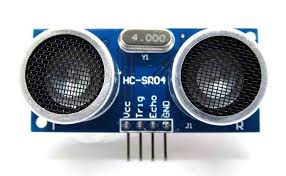 4.000
Y1
HC-SR04
Vcc
Trig
Echo
GND
J1
R